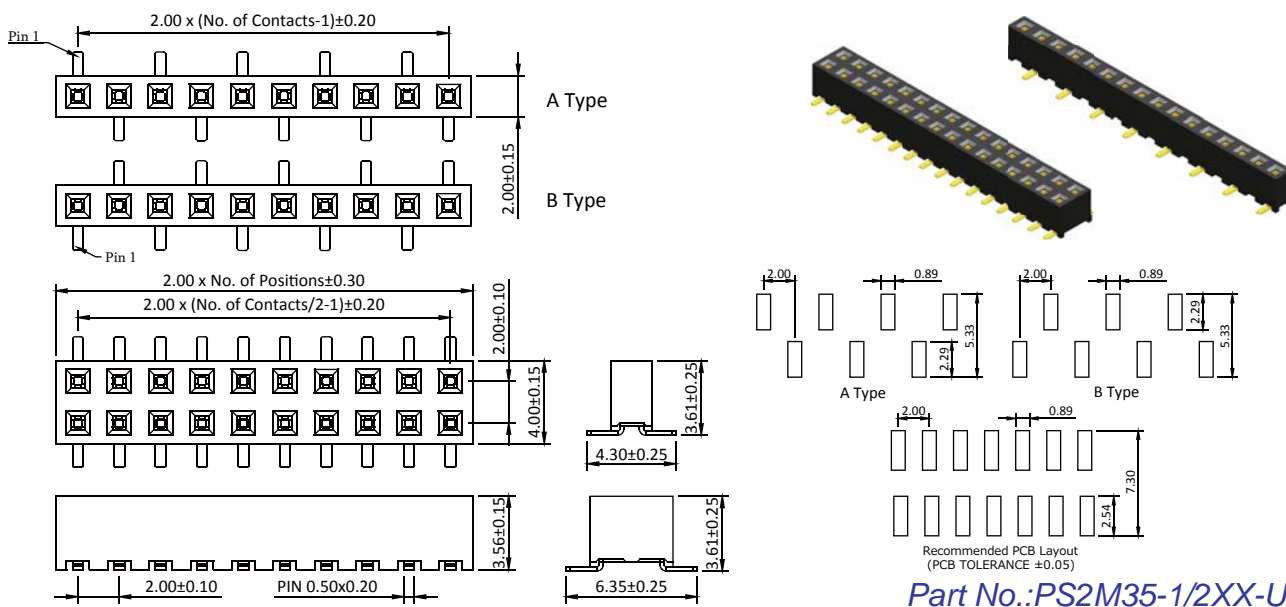 2.00 x (No. of Contacts-1)±0.20
Pin 1
A Type
2.00±0.15
B Type
Pin 1
2.00 x No. of Positions±0.30
2.00 x (No. of Contacts/2-1)±0.20
2.00±0.10
4.00±0.15
3.61±0.25
4.30±0.25
3.56±0.15
2.00±0.10
PIN 0.50x0.20
3.61±0.25
6.35±0.25
2.00
0.89
2.29
5.33
2.29
A Type
2.00
0.89
2.29
5.33
B Type
2.00
0.89
7.30
2.54
Recommended PCB Layout
(PCB TOLERANCE ±0.05)
Part No.:PS2M35-1/2XX-U